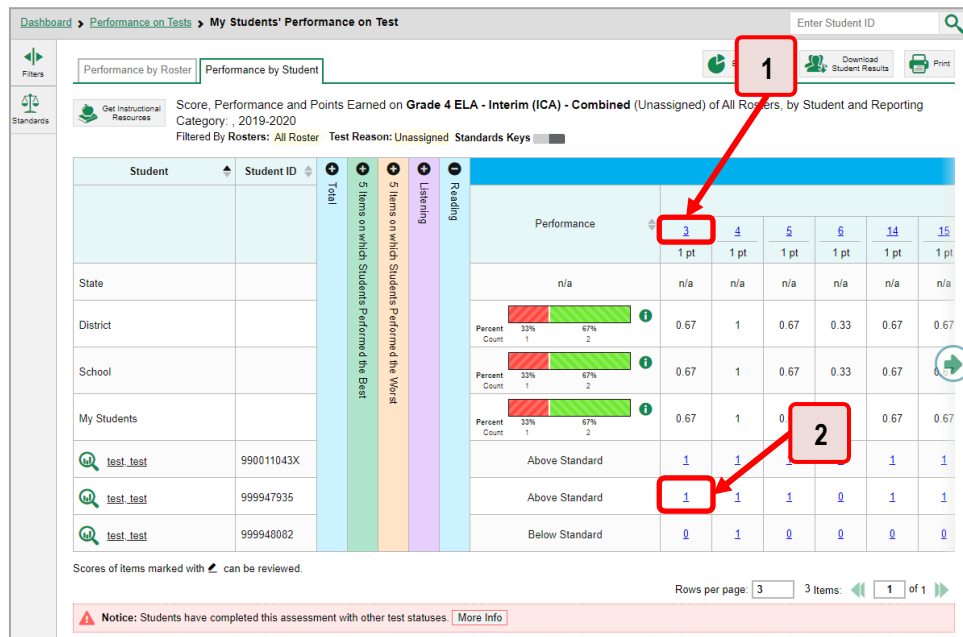 Dashboard > Performance on Tests > My Students' Performance on Test
Enter Student ID
Filters
Standards
Performance by Roster
Performance by Student
1
Download Student Results
Print
Get Instructional Resources
Score, Performance and Points Earned on Grade 4 ELA - Interim (ICA) - Combined (Unassigned) of All Rosters, by Student and Reporting
Category: , 2019-2020
Filtered By Rosters: All Roster Test Reason: Unassigned Standards Keys
Student Student ID
Total
5 Items on which Students Performed the Best
5 Items on which Students Performed the Worst
Listening
Reading
Performance 3 4 5 6 14 15
1 pt 1 pt 1 pt 1 pt 1 pt 1 pt
State n/a n/a n/a n/a n/a n/a n/a
District Percent 33% 67% Count 1 2 0.67 1 0.67 0.33 0.67 0.67
School Percent 33% 67% Count 1 2 0.67 1 0.67 0.33 0.67
My Students Percent 33% 67% Count 1 2 0.67 1 0.67 0.67
2
test, test 990011043X Above Standard 1 1 1 1
test, test 999947935 Above Standard 1 1 1 0 1 1
test, test 999948082 Below Standard 0 1 0 0 0 0
Scores of items marked with can be reviewed.
Rows per page: 3 3 Items: 1 of 1
Notice: Students have completed this assessment with other test statuses. More Info